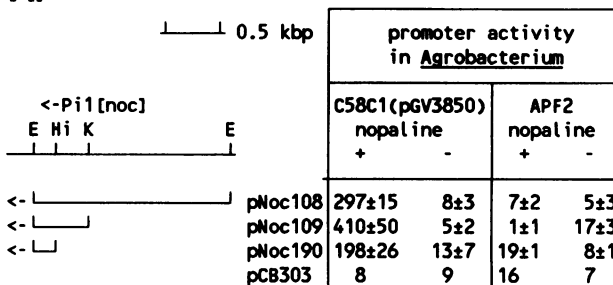 0.5 kbp
promoter activity
in Agrobacterium
<-Pi1[noc]
C58C1(pGV3850) APF2
nopaline nopaline
E Hi K E
+ - + -
<- pNoc108 297±15 8±3 7±2 5±3
<- pNoc109 410±50 5±2 1±1 17±3
<- pNoc190 198±26 13±7 19±1 8±1
pCB303 8 9 16 7